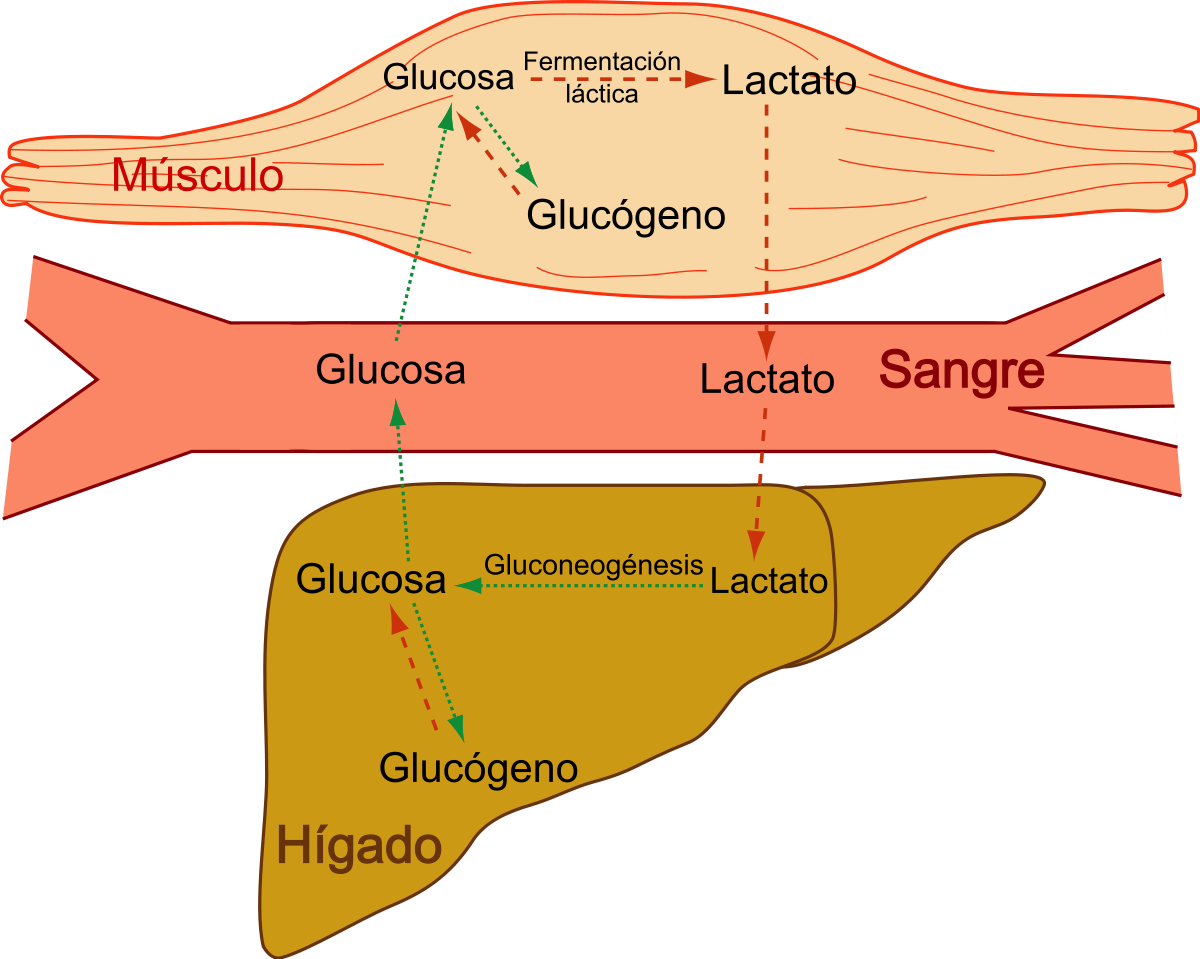 Fermentación
Glucosa
Lactato
láctica
Músculo
Glucógeno
Glucosa
Lactato
Sangre
Gluconeogénesis
Glucosa
Lactato
Glucógeno
Hígado